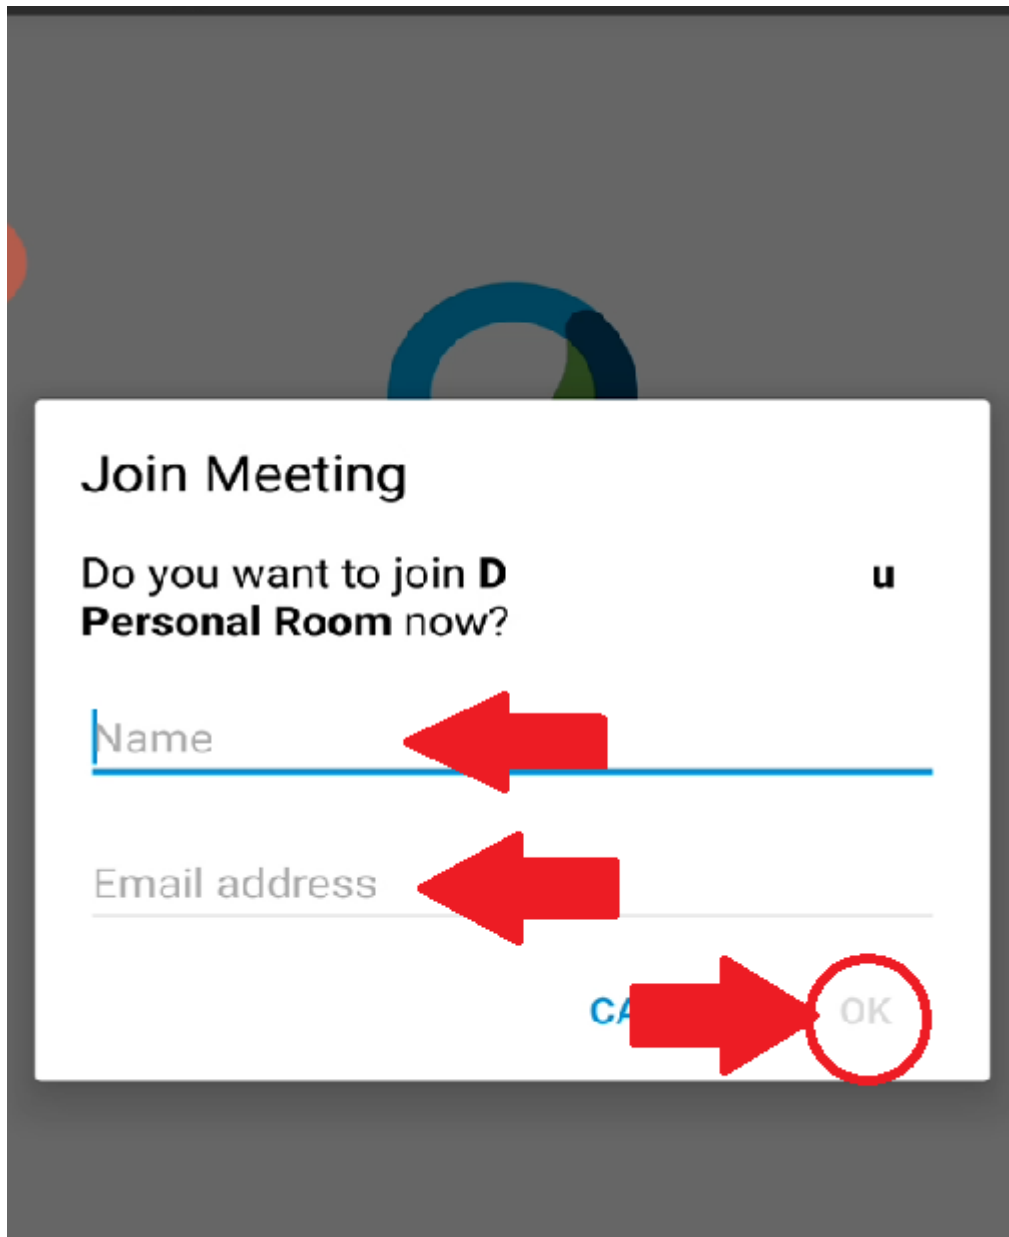 Join Meeting
Do you want to join D u
Personal Room now?
Name
Email address
OK